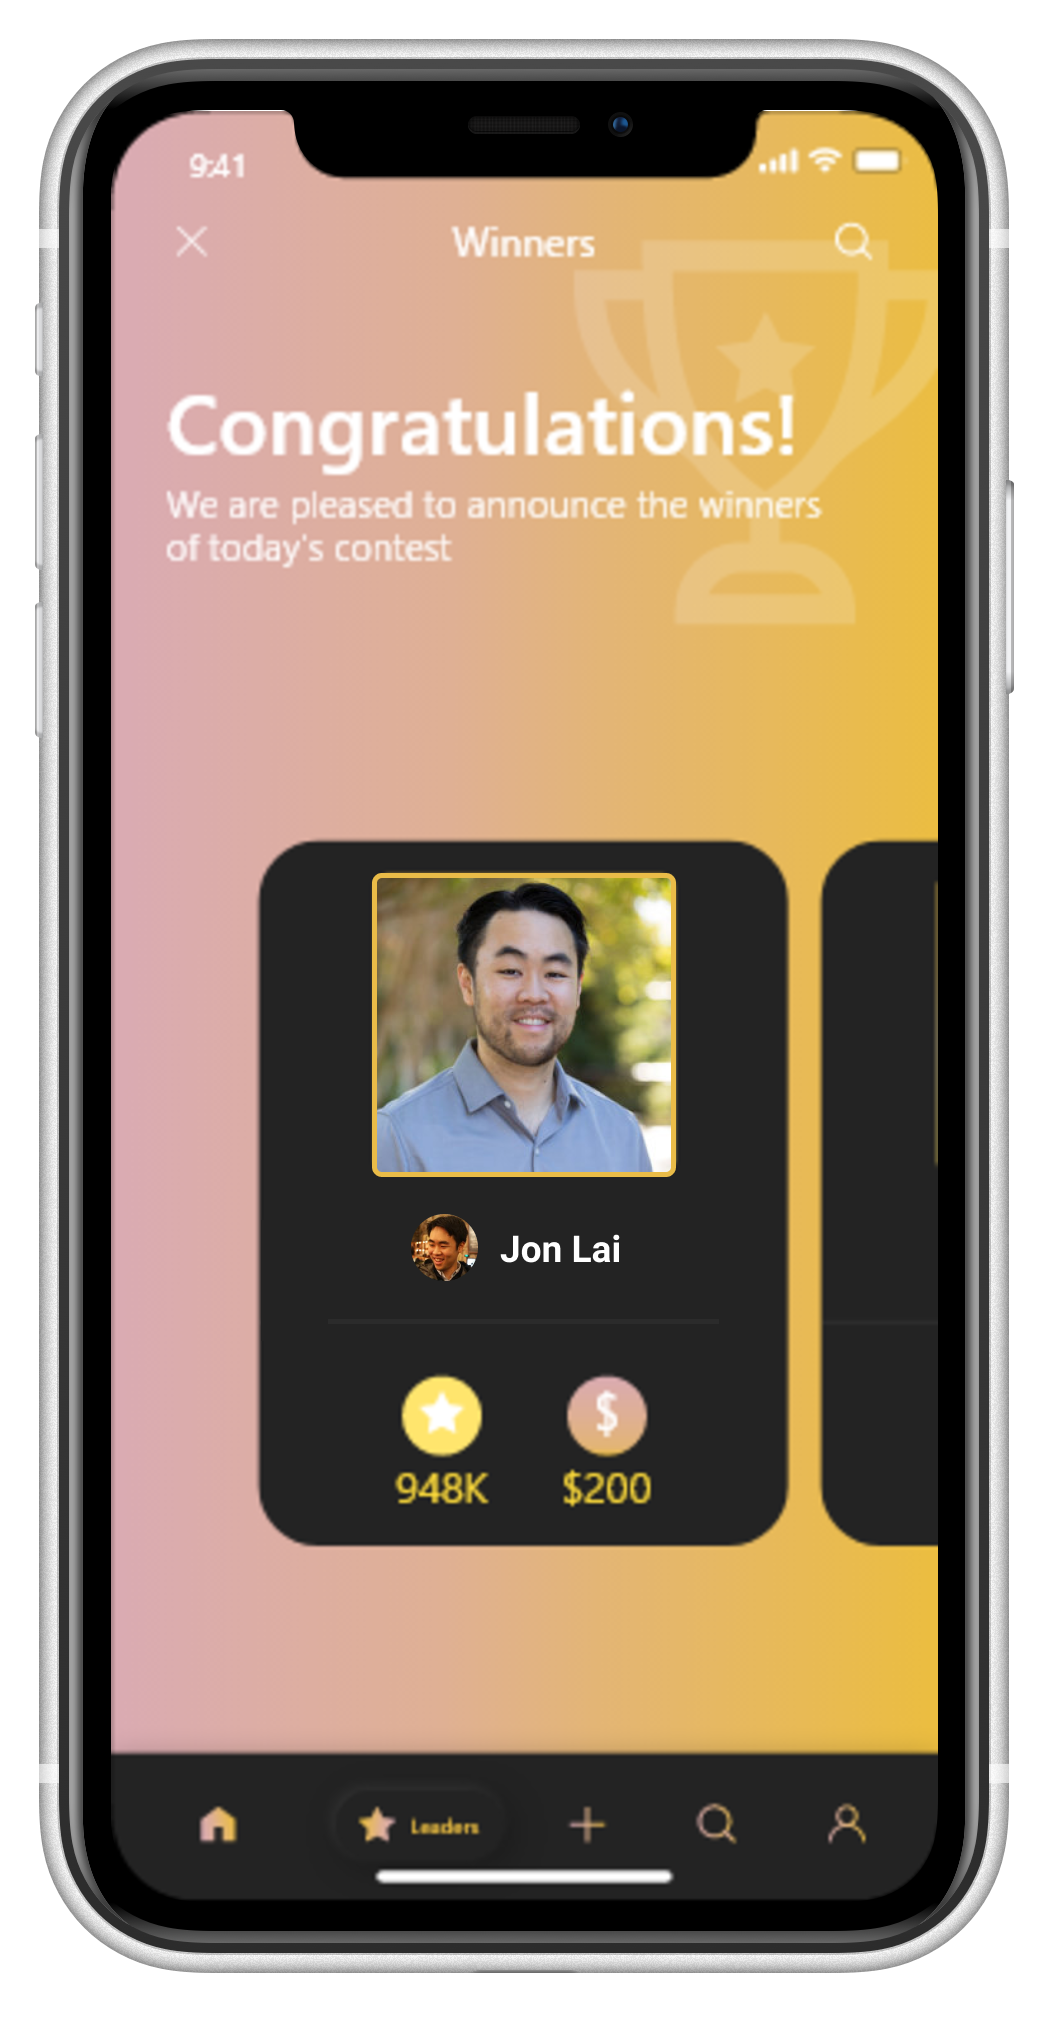 9:41
Winners
Congratulations!
We are pleased to announce the winners
of today's contest
Jon Lai
$
948K
$200
Leaders